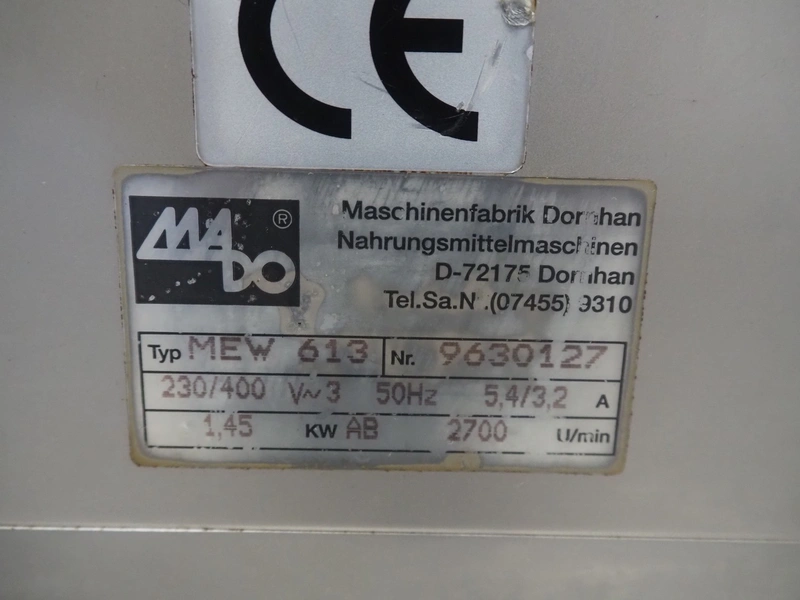 CE
MADO ®
Maschinenfabrik Dornhan
Nahrungsmittelmaschinen
D-72175 Dornhan
Tel.Sa.N .(07455) 9310
Typ MEW 613 Nr. 9630127
230/400 V~3 50Hz 5,4/3,2 A
1,45 KW AB 2700 U/min